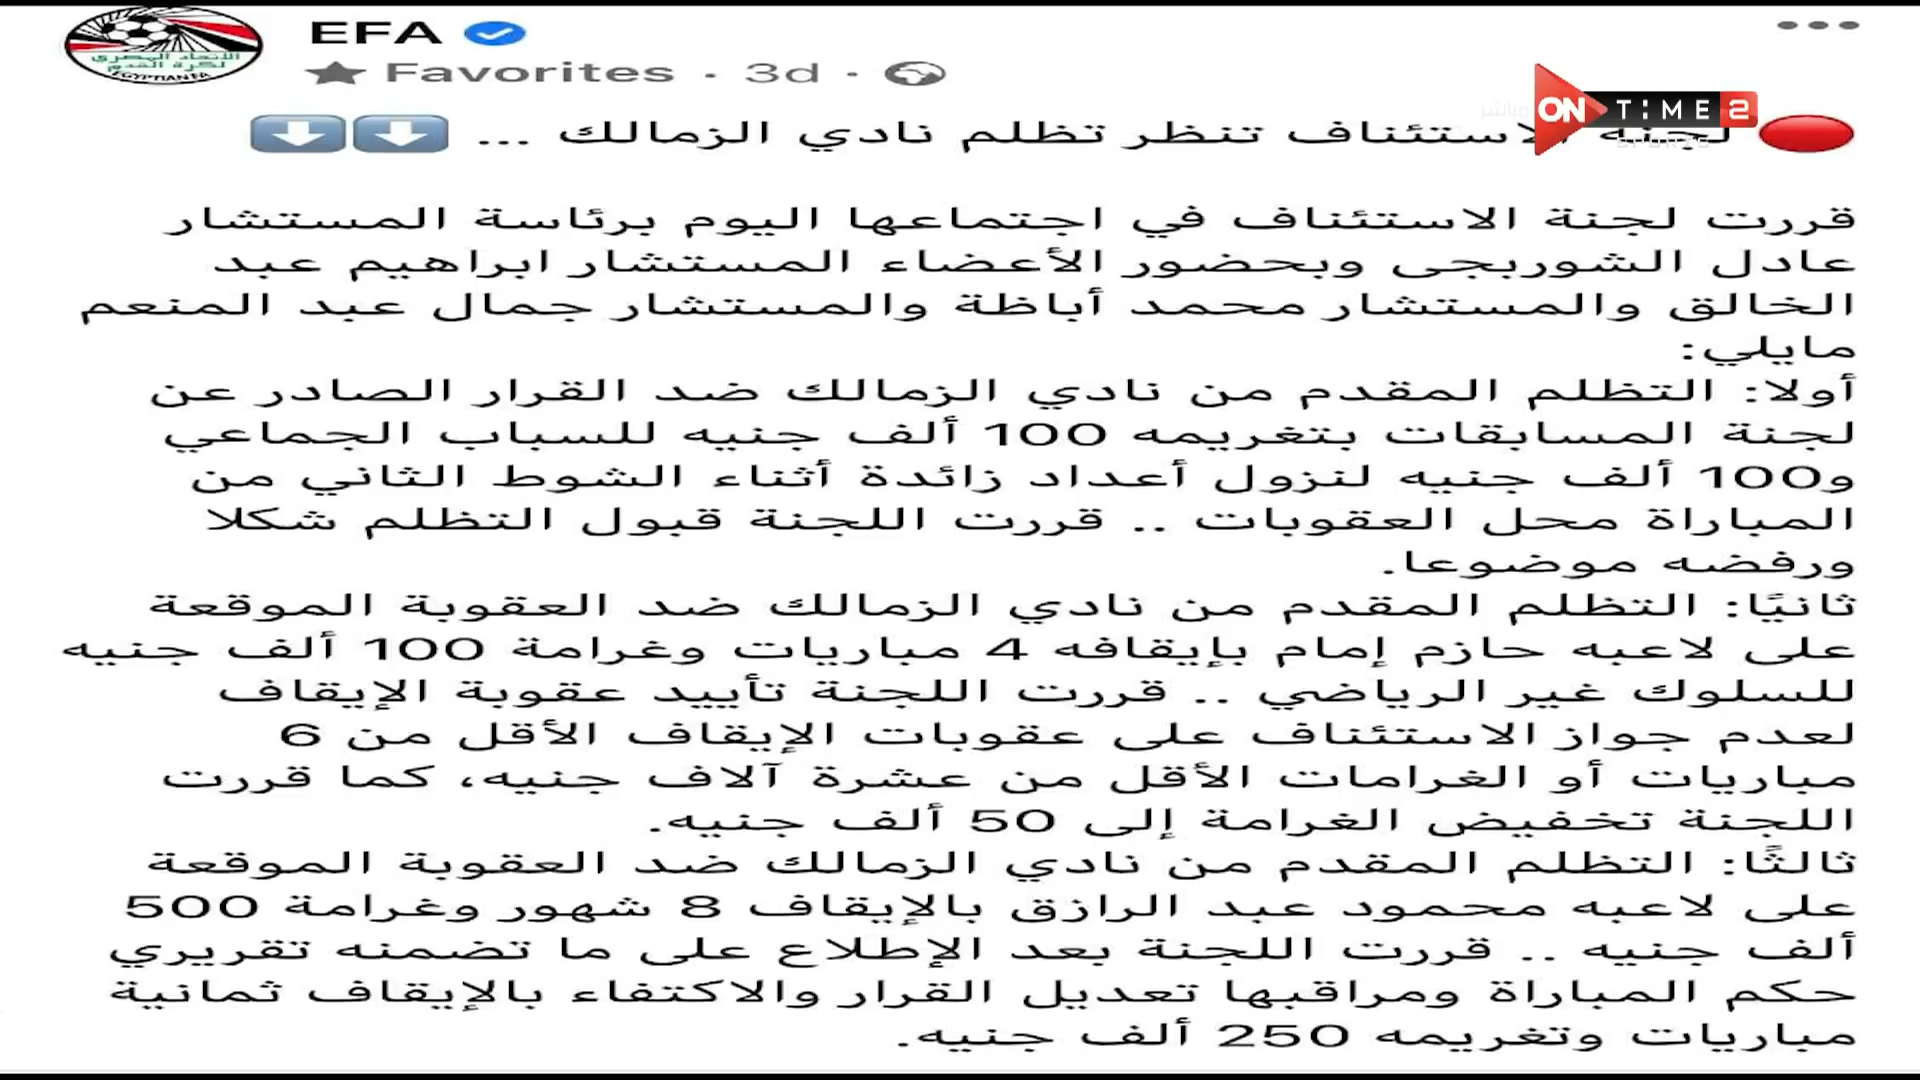 EFA
Favorites · 3d ·
ON TIME 2
SPORTS
مباشر
الاتحاد المصري
لكرة القدم
EGYPTIAN FA
لجنة الاستئناف تنظر تظلم نادي الزمالك ...
قررت لجنة الاستئناف في اجتماعها اليوم برئاسة المستشار
عادل الشوربجى وبحضور الأعضاء المستشار ابراهيم عبد
الخالق والمستشار محمد أباظة والمستشار جمال عبد المنعم
مايلي:
أولا: التظلم المقدم من نادي الزمالك ضد القرار الصادر عن
لجنة المسابقات بتغريمه 100 ألف جنيه للسباب الجماعي
و100 ألف جنيه لنزول أعداد زائدة أثناء الشوط الثاني من
المباراة محل العقوبات .. قررت اللجنة قبول التظلم شكلا
ورفضه موضوعا.
ثانيًا: التظلم المقدم من نادي الزمالك ضد العقوبة الموقعة
على لاعبه حازم إمام بإيقافه 4 مباريات وغرامة 100 ألف جنيه
للسلوك غير الرياضي .. قررت اللجنة تأييد عقوبة الإيقاف
لعدم جواز الاستئناف على عقوبات الإيقاف الأقل من 6
مباريات أو الغرامات الأقل من عشرة آلاف جنيه، كما قررت
اللجنة تخفيض الغرامة إلى 50 ألف جنيه.
ثالثًا: التظلم المقدم من نادي الزمالك ضد العقوبة الموقعة
على لاعبه محمود عبد الرازق بالإيقاف 8 شهور وغرامة 500
ألف جنيه .. قررت اللجنة بعد الإطلاع على ما تضمنه تقريري
حكم المباراة ومراقبها تعديل القرار والاكتفاء بالإيقاف ثمانية
مباريات وتغريمه 250 ألف جنيه.